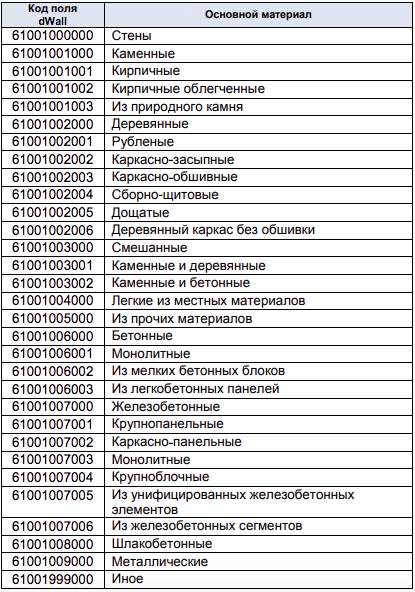 Код поля
dWall
Основной материал
61001000000 Стены
61001001000 Каменные
61001001001 Кирпичные
61001001002 Кирпичные облегченные
61001001003 Из природного камня
61001002000 Деревянные
61001002001 Рубленые
61001002002 Каркасно-засыпные
61001002003 Каркасно-обшивные
61001002004 Сборно-щитовые
61001002005 Дощатые
61001002006 Деревянный каркас без обшивки
61001003000 Смешанные
61001003001 Каменные и деревянные
61001003002 Каменные и бетонные
61001004000 Легкие из местных материалов
61001005000 Из прочих материалов
61001006000 Бетонные
61001006001 Монолитные
61001006002 Из мелких бетонных блоков
61001006003 Из легкобетонных панелей
61001007000 Железобетонные
61001007001 Крупнопанельные
61001007002 Каркасно-панельные
61001007003 Монолитные
61001007004 Крупноблочные
61001007005 Из унифицированных железобетонных
элементов
61001007006 Из железобетонных сегментов
61001008000 Шлакобетонные
61001009000 Металлические
61001999000 Иное